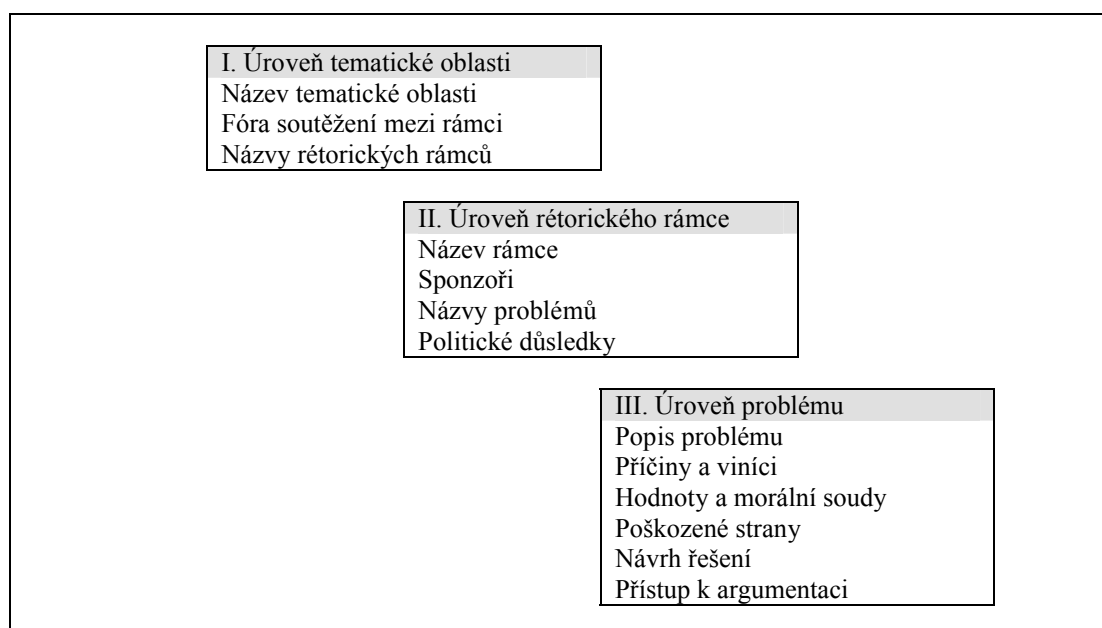 I. Úroveň tematické oblasti
Název tematické oblasti
Fóra soutěžení mezi rámci
Názvy rétorických rámců
II. Úroveň rétorického rámce
Název rámce
Sponzoři
Názvy problémů
Politické důsledky
III. Úroveň problému
Popis problému
Příčiny a viníci
Hodnoty a morální soudy
Poškozené strany
Návrh řešení
Přístup k argumentaci